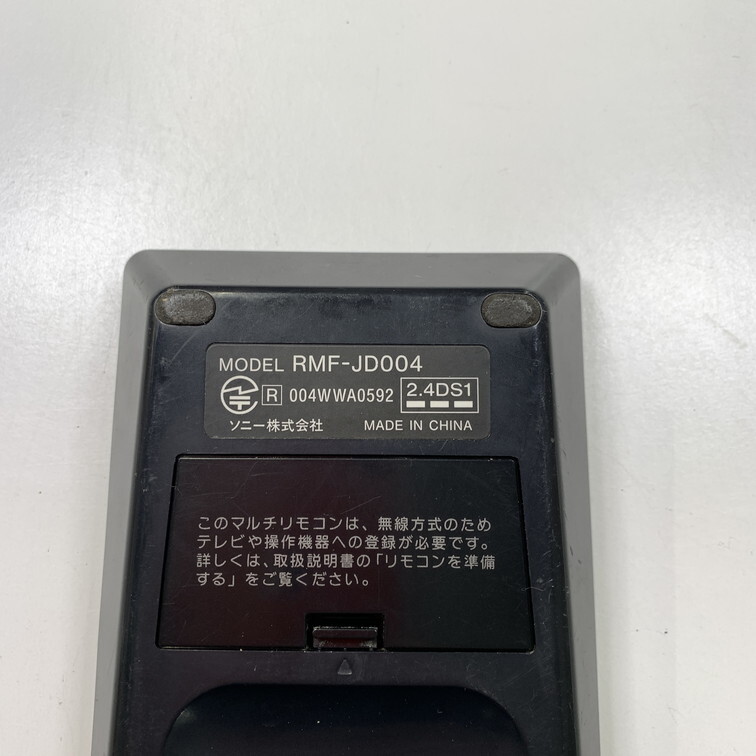 MODEL RMF-JD004
R 004WWA0592 2.4DS1
ソニー株式会社 MADE IN CHINA
このマルチリモコンは、無線方式のため
テレビや操作機器への登録が必要です。
詳しくは、取扱説明書の「リモコンを準備
する」をご覧ください。